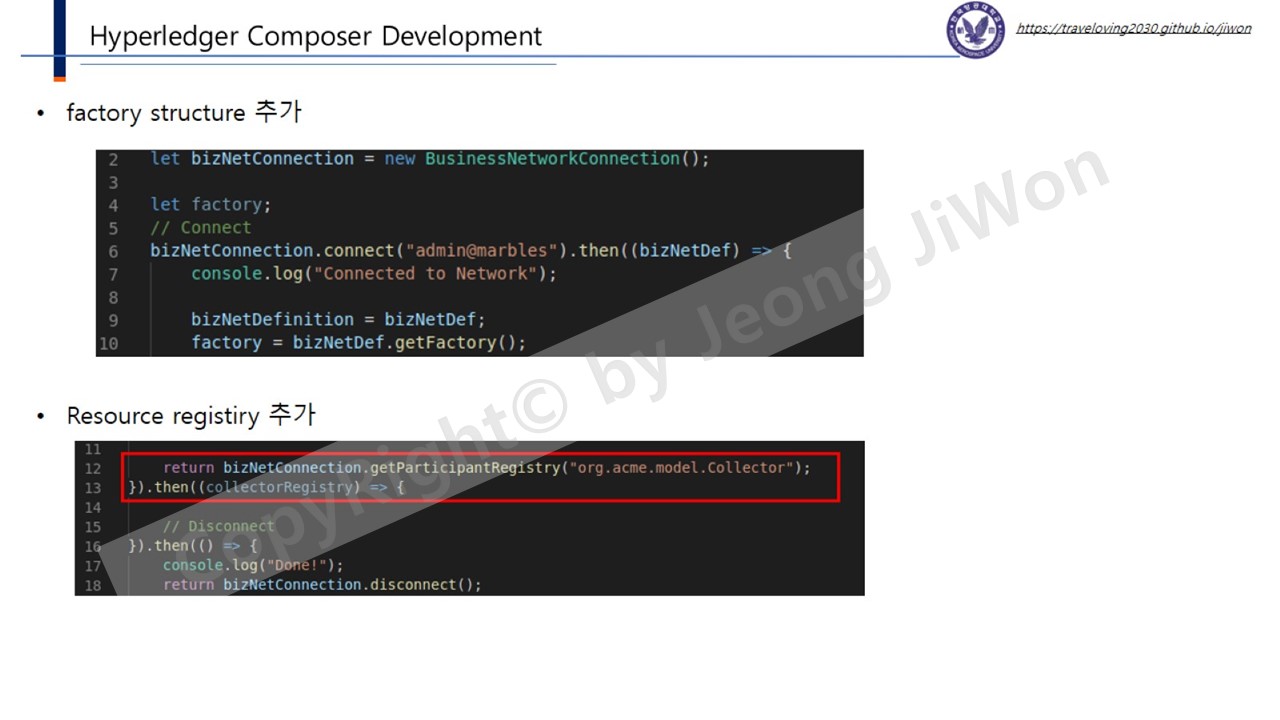 Hyperledger Composer Development
https://traveloving2030.github.io/jiwon
• factory structure 추가
2 let bizNetConnection = new BusinessNetworkConnection();
3
4 let factory;
5 // Connect
6 bizNetConnection.connect("admin@marbles").then((bizNetDef) => {
7 console.log("Connected to Network");
8
9 bizNetDefinition = bizNetDef;
10 factory = bizNetDef.getFactory();
• Resource registiry 추가
11
12 return bizNetConnection.getParticipantRegistry("org.acme.model.Collector");
13 }).then((collectorRegistry) => {
14
15 // Disconnect
16 }).then(() => {
17 console.log("Done!");
18 return bizNetConnection.disconnect();
CopyRight© by Jeong JiWon